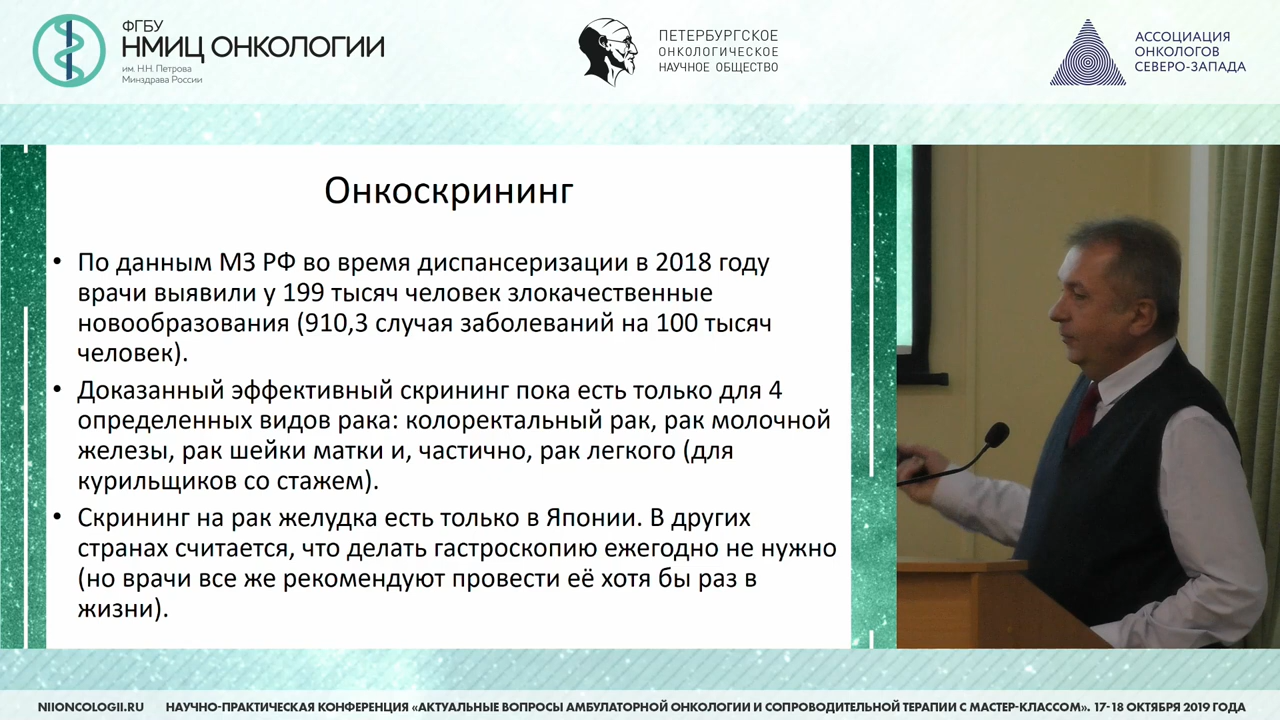 ФГБУ
НМИЦ ОНКОЛОГИИ
им. Н.Н. Петрова
Минздрава России
ПЕТЕРБУРГСКОЕ
ОНКОЛОГИЧЕСКОЕ
НАУЧНОЕ ОБЩЕСТВО
АССОЦИАЦИЯ
ОНКОЛОГОВ
СЕВЕРО-ЗАПАДА
Онкоскрининг
• По данным МЗ РФ во время диспансеризации в 2018 году
врачи выявили у 199 тысяч человек злокачественные
новообразования (910,3 случая заболеваний на 100 тысяч
человек).
• Доказанный эффективный скрининг пока есть только для 4
определенных видов рака: колоректальный рак, рак молочной
железы, рак шейки матки и, частично, рак легкого (для
курильщиков со стажем).
• Скрининг на рак желудка есть только в Японии. В других
странах считается, что делать гастроскопию ежегодно не нужно
(но врачи все же рекомендуют провести её хотя бы раз в
жизни).
NIIONCOLOGII.RU НАУЧНО-ПРАКТИЧЕСКАЯ КОНФЕРЕНЦИЯ «АКТУАЛЬНЫЕ ВОПРОСЫ АМБУЛАТОРНОЙ ОНКОЛОГИИ И СОПРОВОДИТЕЛЬНОЙ ТЕРАПИИ С МАСТЕР-КЛАССОМ». 17-18 ОКТЯБРЯ 2019 ГОДА